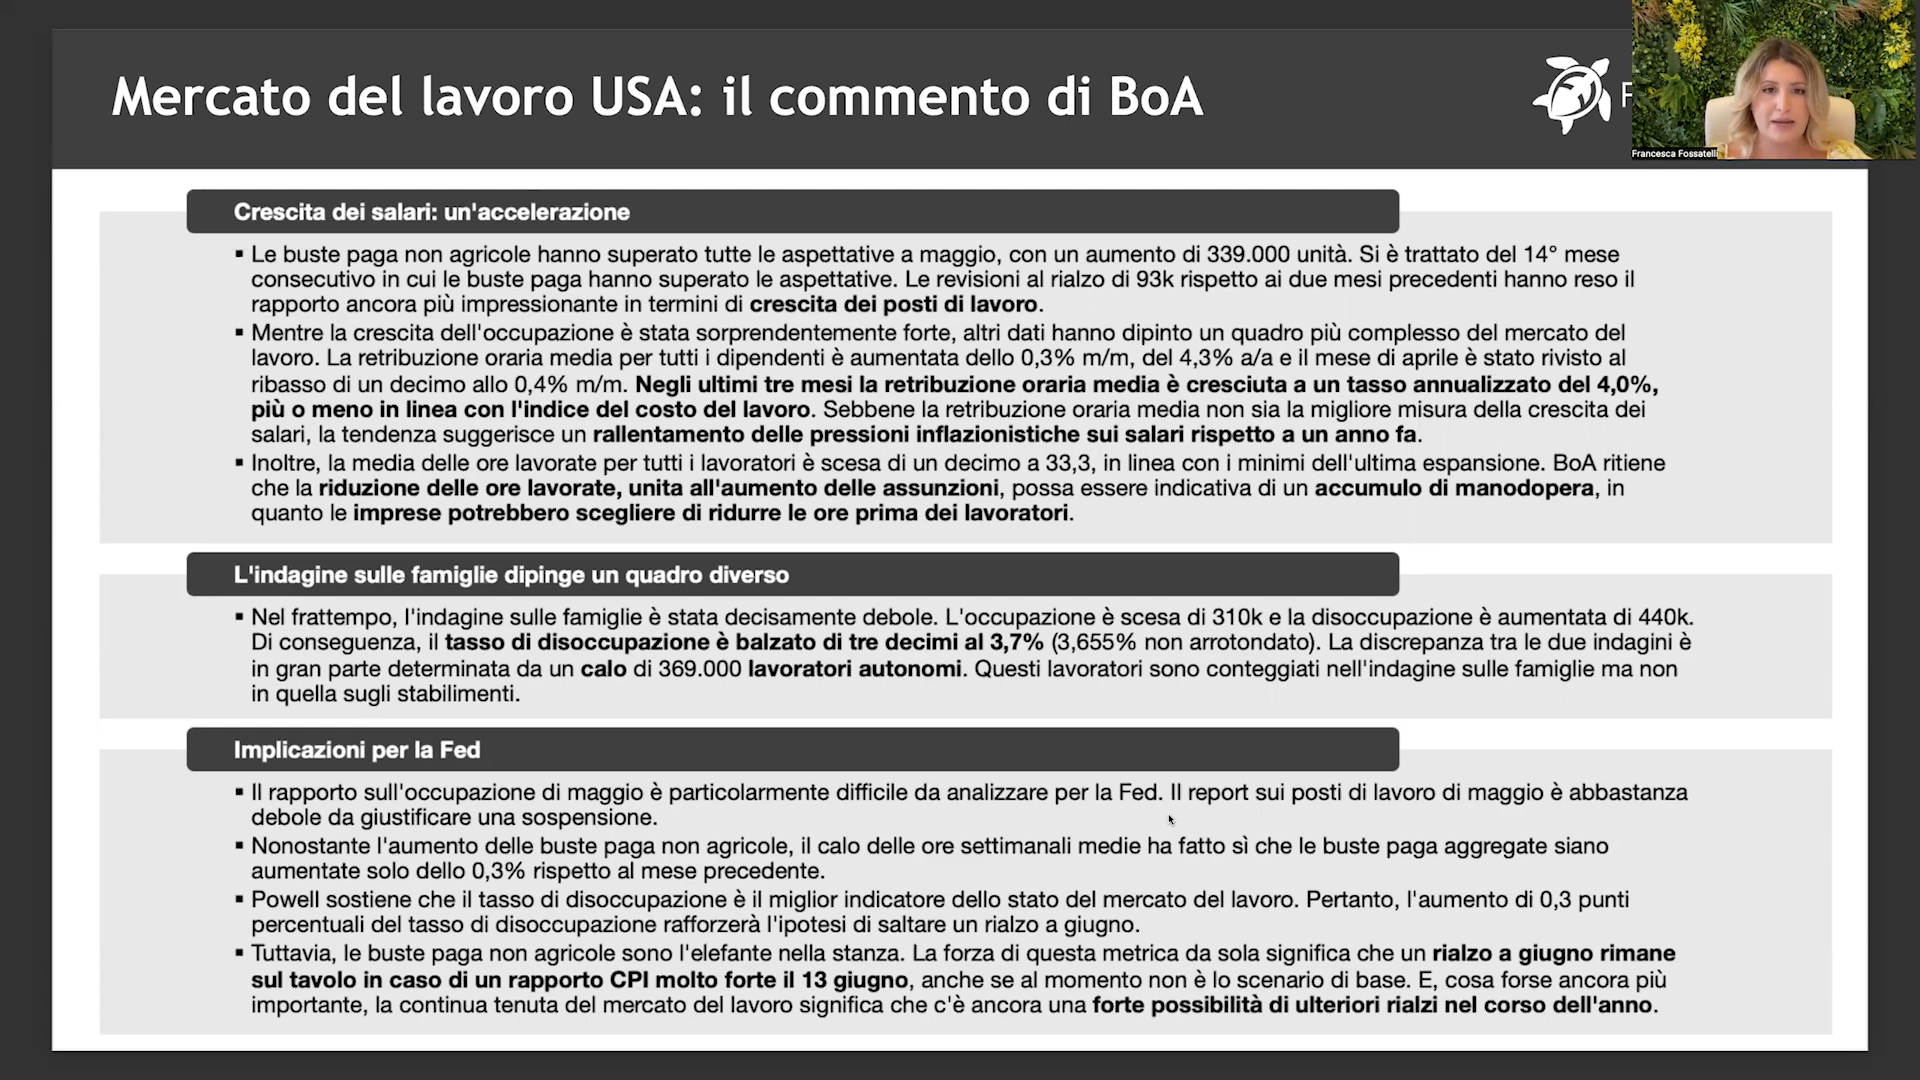 Mercato del lavoro USA: il commento di BoA
F
Francesca Fossatelli
Crescita dei salari: un'accelerazione
▪ Le buste paga non agricole hanno superato tutte le aspettative a maggio, con un aumento di 339.000 unità. Si è trattato del 14° mese
consecutivo in cui le buste paga hanno superato le aspettative. Le revisioni al rialzo di 93k rispetto ai due mesi precedenti hanno reso il
rapporto ancora più impressionante in termini di crescita dei posti di lavoro.
▪ Mentre la crescita dell'occupazione è stata sorprendentemente forte, altri dati hanno dipinto un quadro più complesso del mercato del
lavoro. La retribuzione oraria media per tutti i dipendenti è aumentata dello 0,3% m/m, del 4,3% a/a e il mese di aprile è stato rivisto al
ribasso di un decimo allo 0,4% m/m. Negli ultimi tre mesi la retribuzione oraria media è cresciuta a un tasso annualizzato del 4,0%,
più o meno in linea con l'indice del costo del lavoro. Sebbene la retribuzione oraria media non sia la migliore misura della crescita dei
salari, la tendenza suggerisce un rallentamento delle pressioni inflazionistiche sui salari rispetto a un anno fa.
▪ Inoltre, la media delle ore lavorate per tutti i lavoratori è scesa di un decimo a 33,3, in linea con i minimi dell'ultima espansione. BoA ritiene
che la riduzione delle ore lavorate, unita all'aumento delle assunzioni, possa essere indicativa di un accumulo di manodopera, in
quanto le imprese potrebbero scegliere di ridurre le ore prima dei lavoratori.
L'indagine sulle famiglie dipinge un quadro diverso
▪ Nel frattempo, l'indagine sulle famiglie è stata decisamente debole. L'occupazione è scesa di 310k e la disoccupazione è aumentata di 440k.
Di conseguenza, il tasso di disoccupazione è balzato di tre decimi al 3,7% (3,655% non arrotondato). La discrepanza tra le due indagini è
in gran parte determinata da un calo di 369.000 lavoratori autonomi. Questi lavoratori sono conteggiati nell'indagine sulle famiglie ma non
in quella sugli stabilimenti.
Implicazioni per la Fed
▪ Il rapporto sull'occupazione di maggio è particolarmente difficile da analizzare per la Fed. Il report sui posti di lavoro di maggio è abbastanza
debole da giustificare una sospensione.
▪ Nonostante l'aumento delle buste paga non agricole, il calo delle ore settimanali medie ha fatto sì che le buste paga aggregate siano
aumentate solo dello 0,3% rispetto al mese precedente.
▪ Powell sostiene che il tasso di disoccupazione è il miglior indicatore dello stato del mercato del lavoro. Pertanto, l'aumento di 0,3 punti
percentuali del tasso di disoccupazione rafforzerà l'ipotesi di saltare un rialzo a giugno.
▪ Tuttavia, le buste paga non agricole sono l'elefante nella stanza. La forza di questa metrica da sola significa che un rialzo a giugno rimane
sul tavolo in caso di un rapporto CPI molto forte il 13 giugno, anche se al momento non è lo scenario di base. E, cosa forse ancora più
importante, la continua tenuta del mercato del lavoro significa che c'è ancora una forte possibilità di ulteriori rialzi nel corso dell'anno.